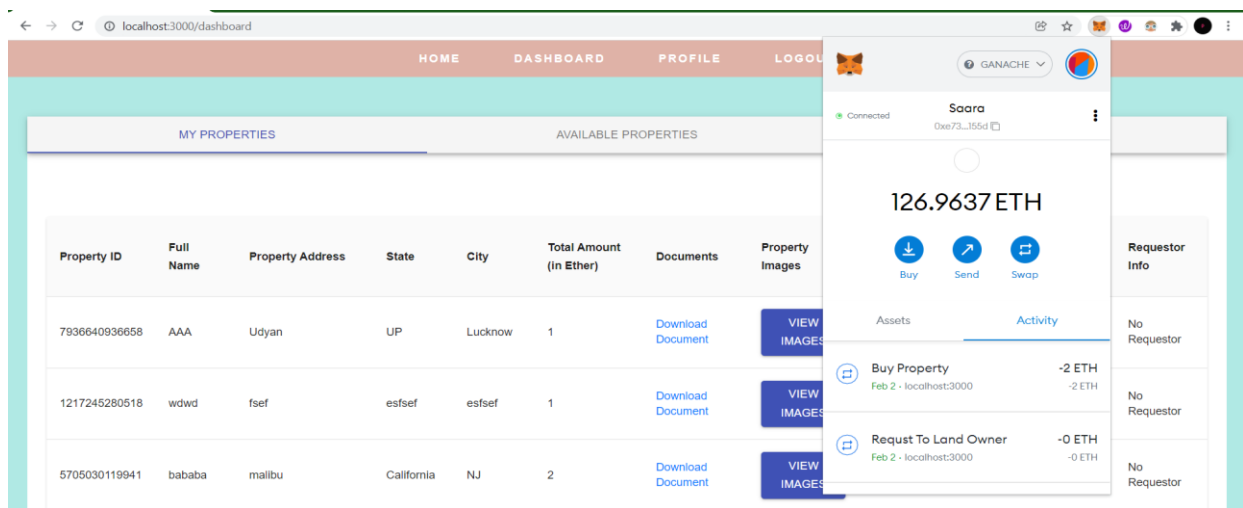 localhost:3000/dashboard
HOME DASHBOARD PROFILE LOGOU
GANACHE
MY PROPERTIES AVAILABLE PROPERTIES
Connected
Saara
0xe73...155d
126.9637 ETH
Buy Send Swap
Assets Activity
Buy Property -2 ETH
Feb 2 · localhost:3000 -2 ETH
Requst To Land Owner -0 ETH
Feb 2 · localhost:3000 -0 ETH
Property ID Full Name Property Address State City Total Amount (in Ether) Documents Property Images Requestor Info
7936640936658 AAA Udyan UP Lucknow 1 Download Document VIEW IMAGES No Requestor
1217245280518 wdwd fsef esfsef esfsef 1 Download Document VIEW IMAGES No Requestor
5705030119941 bababa malibu California NJ 2 Download Document VIEW IMAGES No Requestor